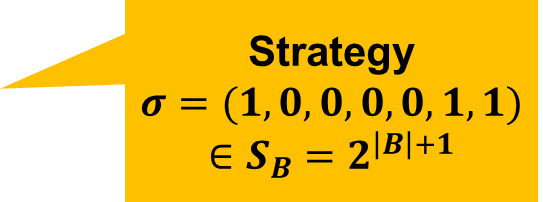 Strategy
σ = (1, 0, 0, 0, 0, 1, 1)
∈ S_B = 2^{|B|+1}